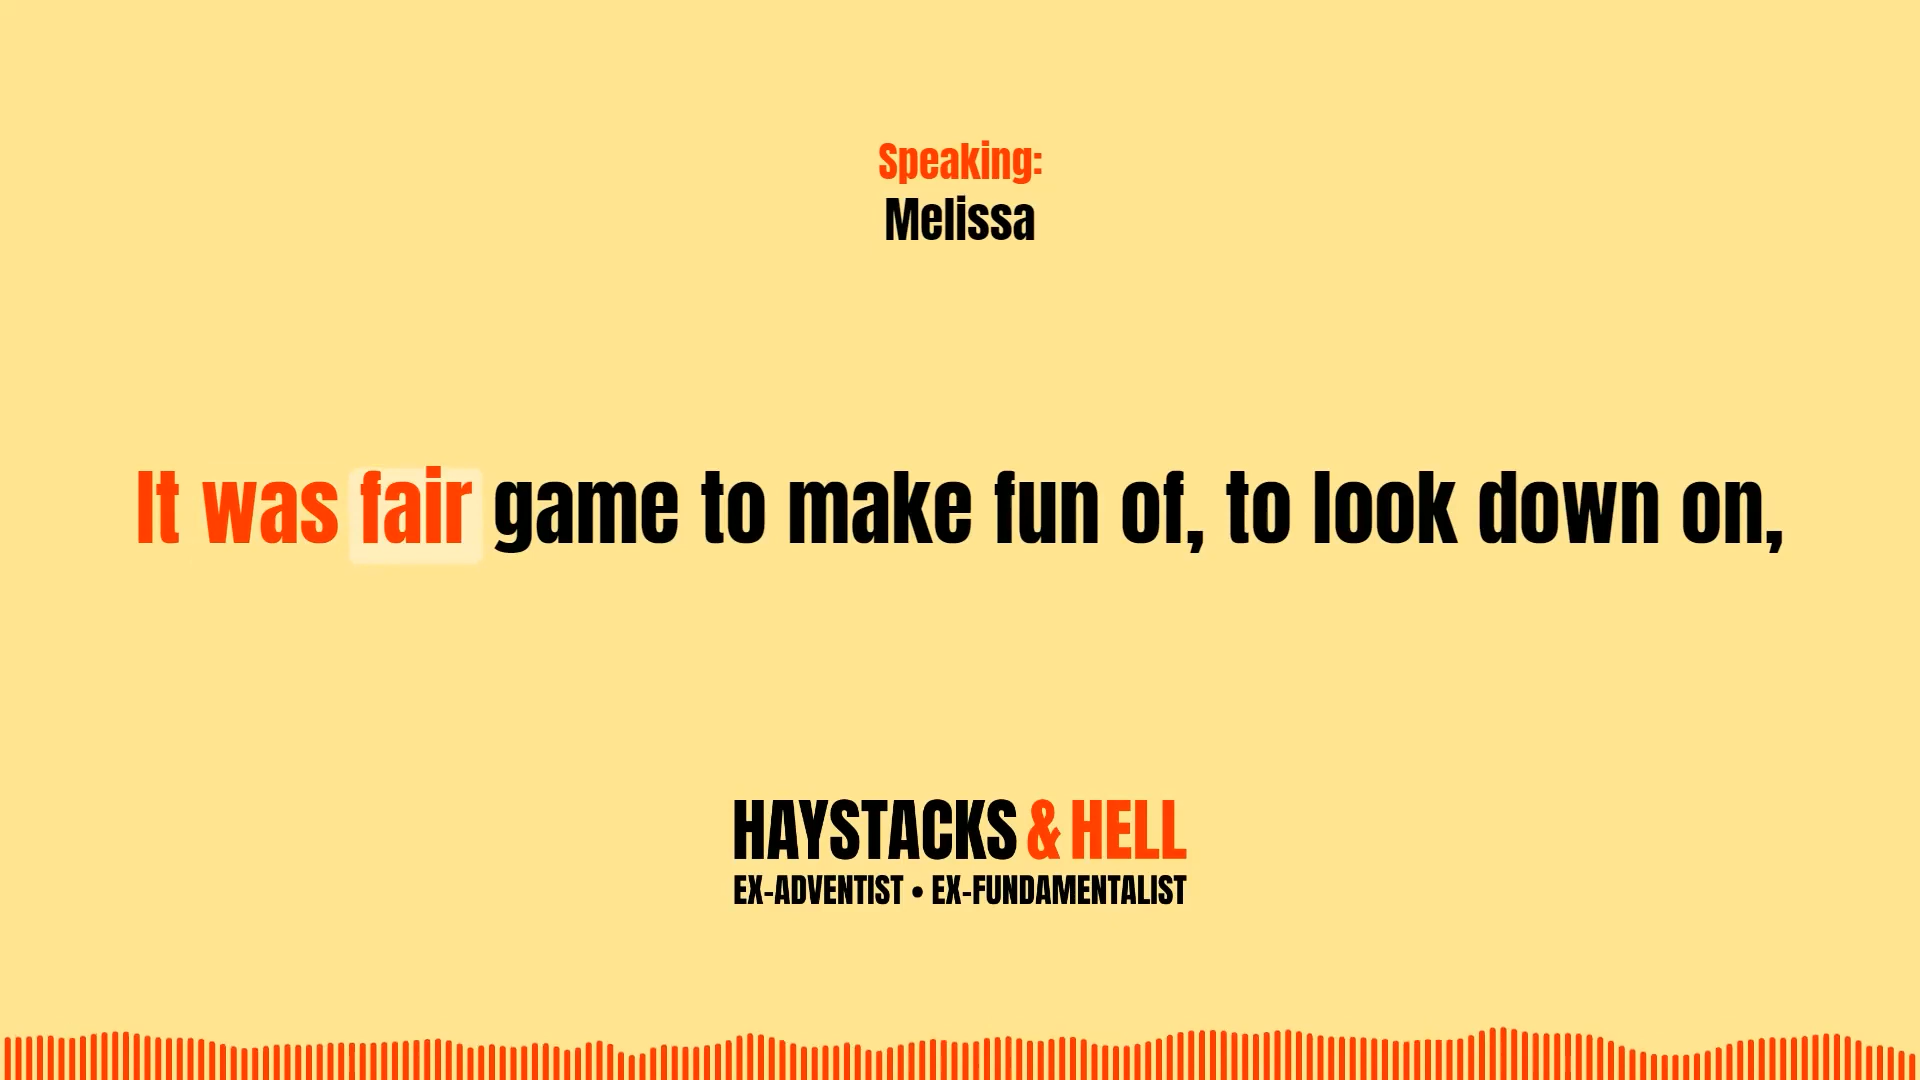 Speaking:
Melissa
It was fair game to make fun of, to look down on,
HAYSTACKS & HELL
EX-ADVENTIST • EX-FUNDAMENTALIST